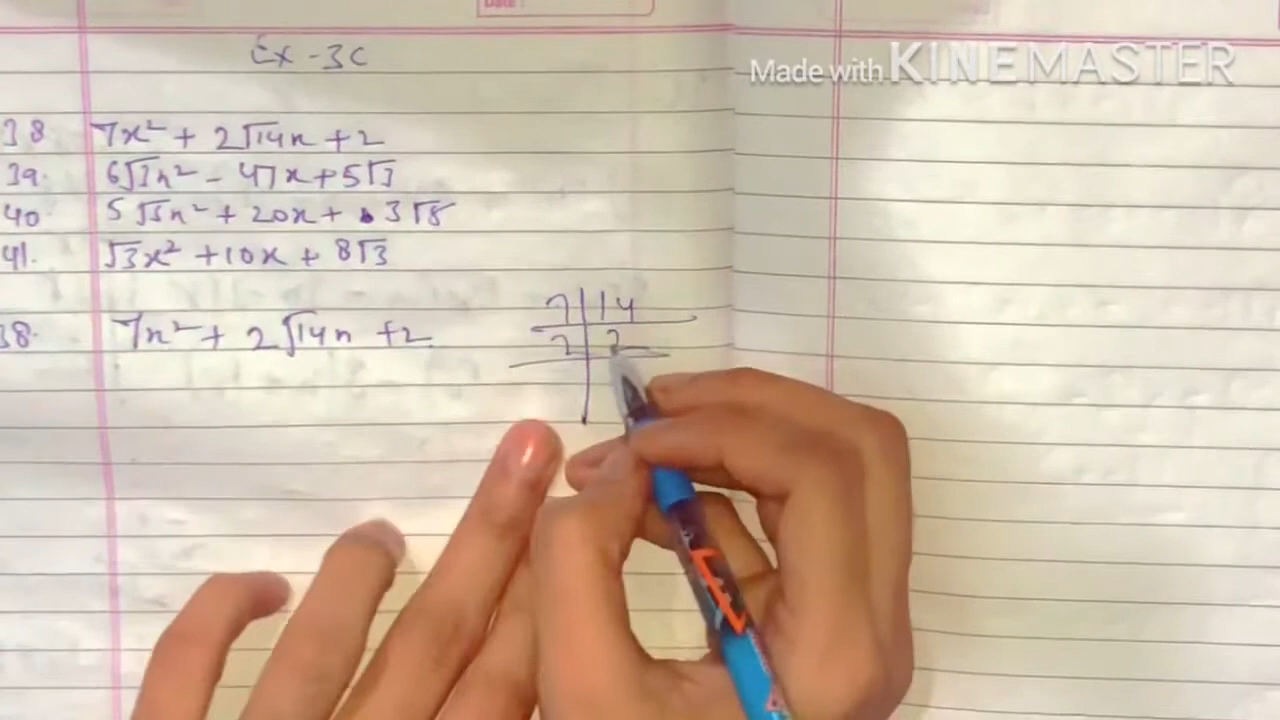 Date :
Ex - 3C
Made with KINEMASTER
38 7x² + 2√14x + 2
39. 6√3x² - 47x + 5√3
40 5√5x² + 20x + 3√5
41. √3x² + 10x + 8√3
38. 7x² + 2√14x + 2
7 | 14
2 | 2